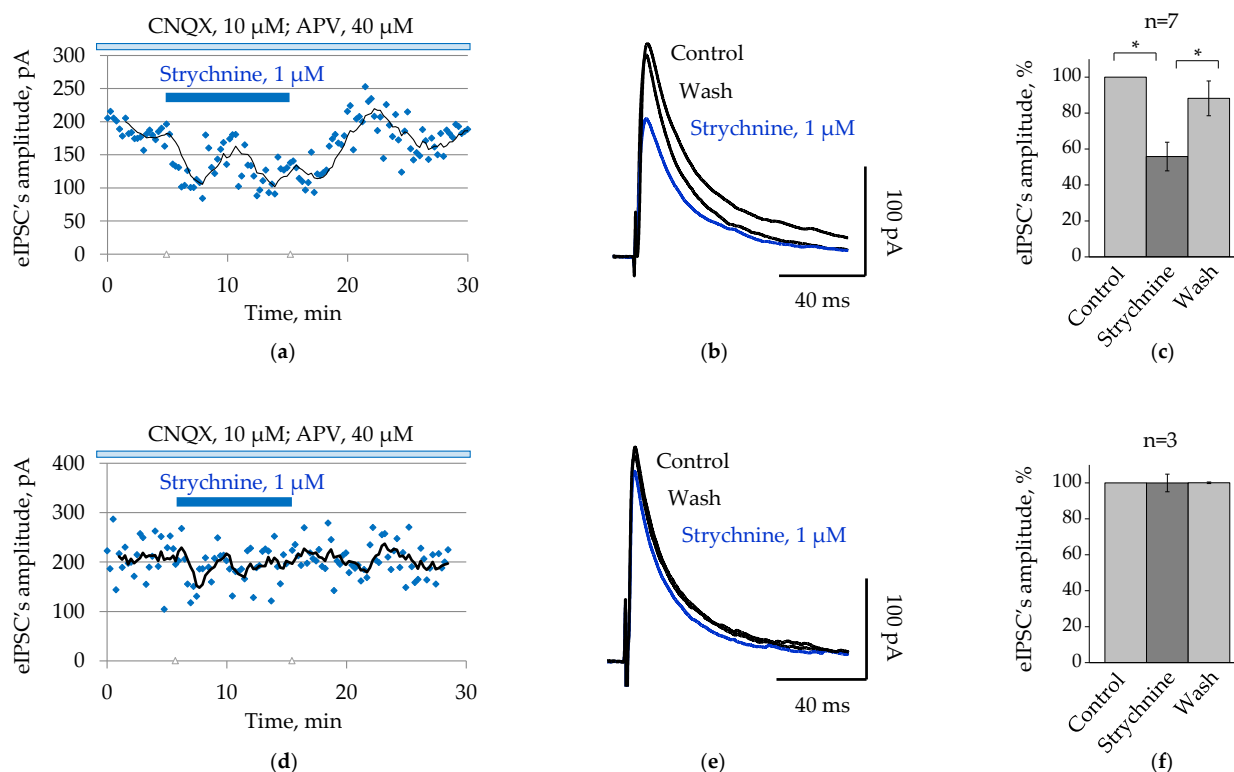 CNQX, 10 μM; APV, 40 μM
eIPSC's amplitude, pA
300
250
200
150
100
50
0
Strychnine, 1 μM
0 10 20 30
Time, min
(a)
Control
Wash
Strychnine, 1 μM
100 pA
40 ms
(b)
n=7
eIPSC's amplitude, %
100
80
60
40
20
0
* *
Control
Strychnine
Wash
(c)
CNQX, 10 μM; APV, 40 μM
eIPSC's amplitude, pA
400
300
200
100
0
Strychnine, 1 μM
0 10 20 30
Time, min
(d)
Control
Wash
Strychnine, 1 μM
100 pA
40 ms
(e)
n=3
eIPSC's amplitude, %
100
80
60
40
20
0
Control
Strychnine
Wash
(f)